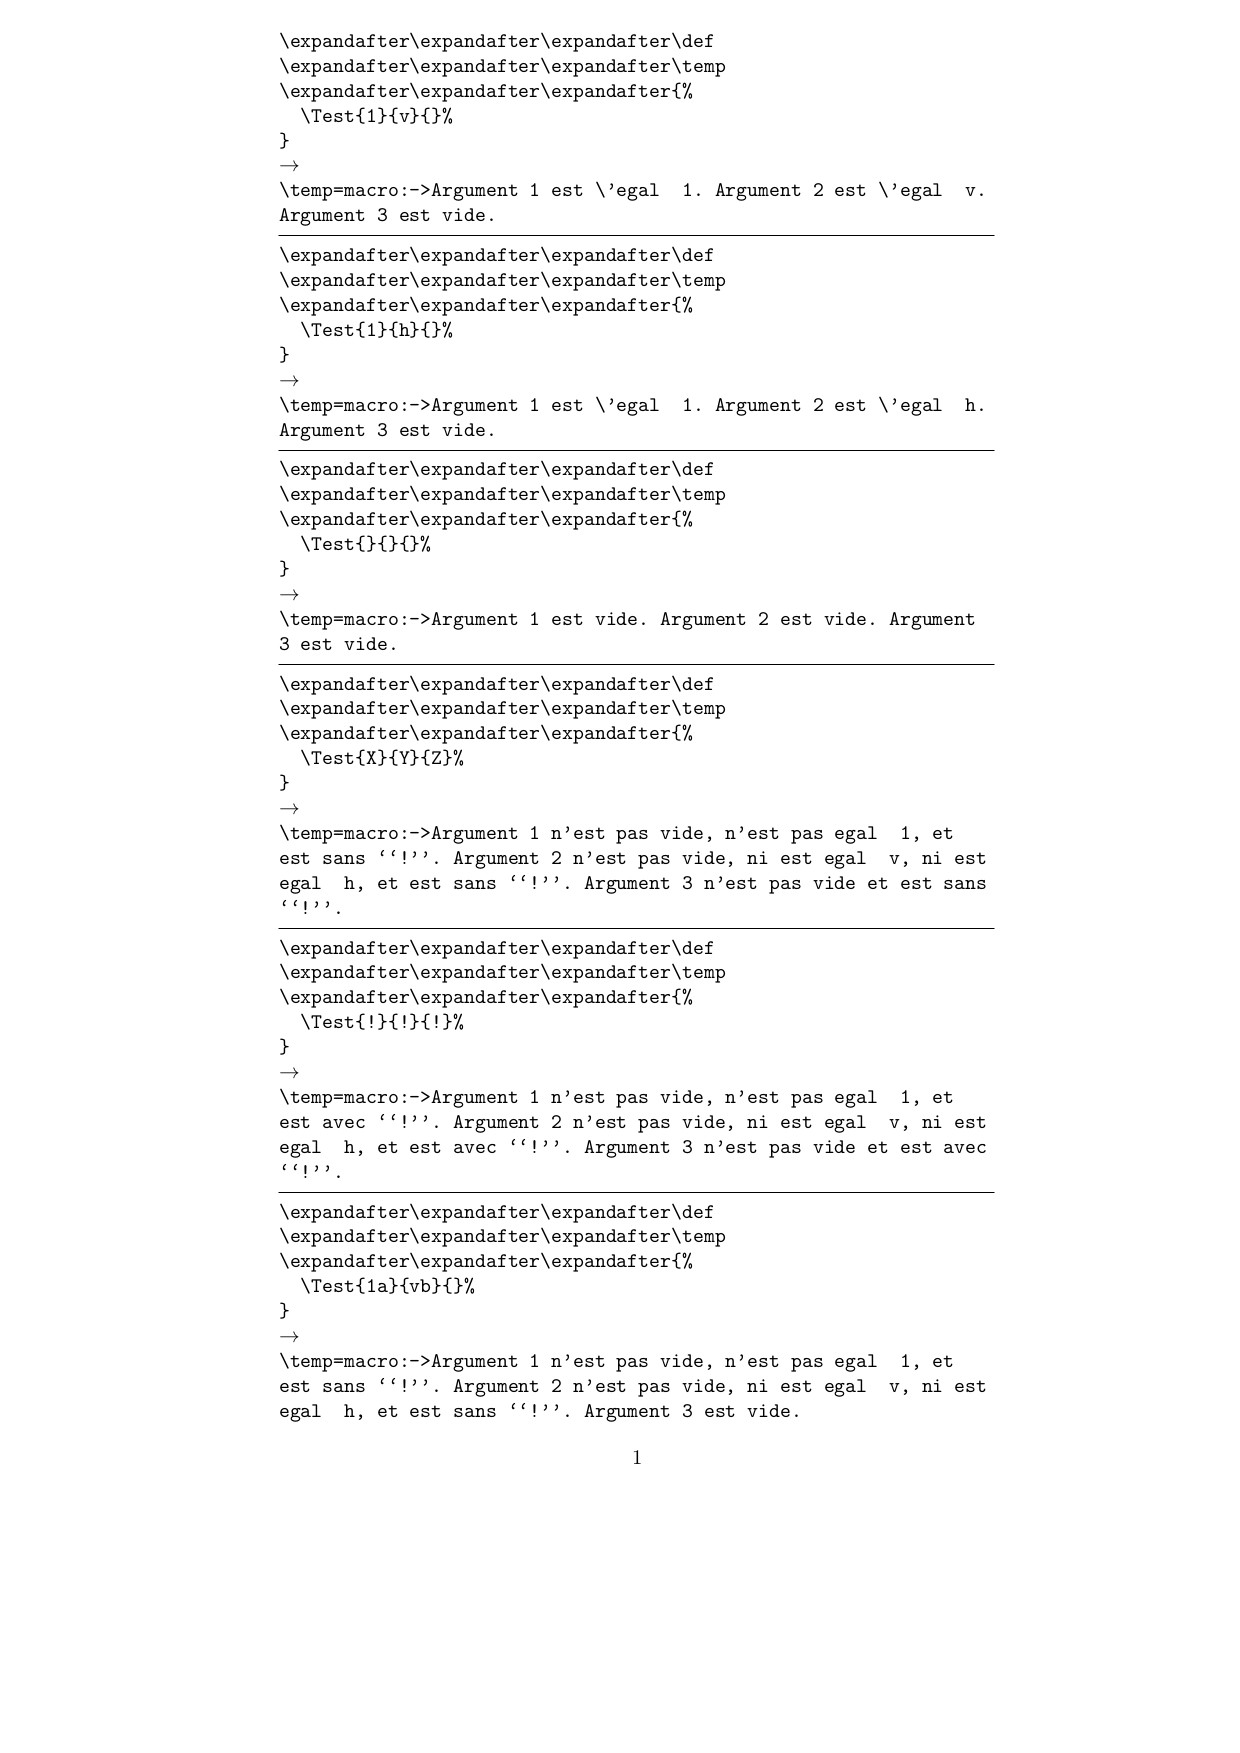 \expandafter\expandafter\expandafter\def
\expandafter\expandafter\expandafter\temp
\expandafter\expandafter\expandafter{%
  \Test{1}{v}{}%
}
→
\temp=macro:->Argument 1 est \’egal  1. Argument 2 est \’egal  v.
Argument 3 est vide.
\expandafter\expandafter\expandafter\def
\expandafter\expandafter\expandafter\temp
\expandafter\expandafter\expandafter{%
  \Test{1}{h}{}%
}
→
\temp=macro:->Argument 1 est \’egal  1. Argument 2 est \’egal  h.
Argument 3 est vide.
\expandafter\expandafter\expandafter\def
\expandafter\expandafter\expandafter\temp
\expandafter\expandafter\expandafter{%
  \Test{}{}{}%
}
→
\temp=macro:->Argument 1 est vide. Argument 2 est vide. Argument
3 est vide.
\expandafter\expandafter\expandafter\def
\expandafter\expandafter\expandafter\temp
\expandafter\expandafter\expandafter{%
  \Test{X}{Y}{Z}%
}
→
\temp=macro:->Argument 1 n’est pas vide, n’est pas egal  1, et
est sans ‘‘!’’. Argument 2 n’est pas vide, ni est egal  v, ni est
egal  h, et est sans ‘‘!’’. Argument 3 n’est pas vide et est sans
‘‘!’’.
\expandafter\expandafter\expandafter\def
\expandafter\expandafter\expandafter\temp
\expandafter\expandafter\expandafter{%
  \Test{!}{!}{!}%
}
→
\temp=macro:->Argument 1 n’est pas vide, n’est pas egal  1, et
est avec ‘‘!’’. Argument 2 n’est pas vide, ni est egal  v, ni est
egal  h, et est avec ‘‘!’’. Argument 3 n’est pas vide et est avec
‘‘!’’.
\expandafter\expandafter\expandafter\def
\expandafter\expandafter\expandafter\temp
\expandafter\expandafter\expandafter{%
  \Test{1a}{vb}{}%
}
→
\temp=macro:->Argument 1 n’est pas vide, n’est pas egal  1, et
est sans ‘‘!’’. Argument 2 n’est pas vide, ni est egal  v, ni est
egal  h, et est sans ‘‘!’’. Argument 3 est vide.
1